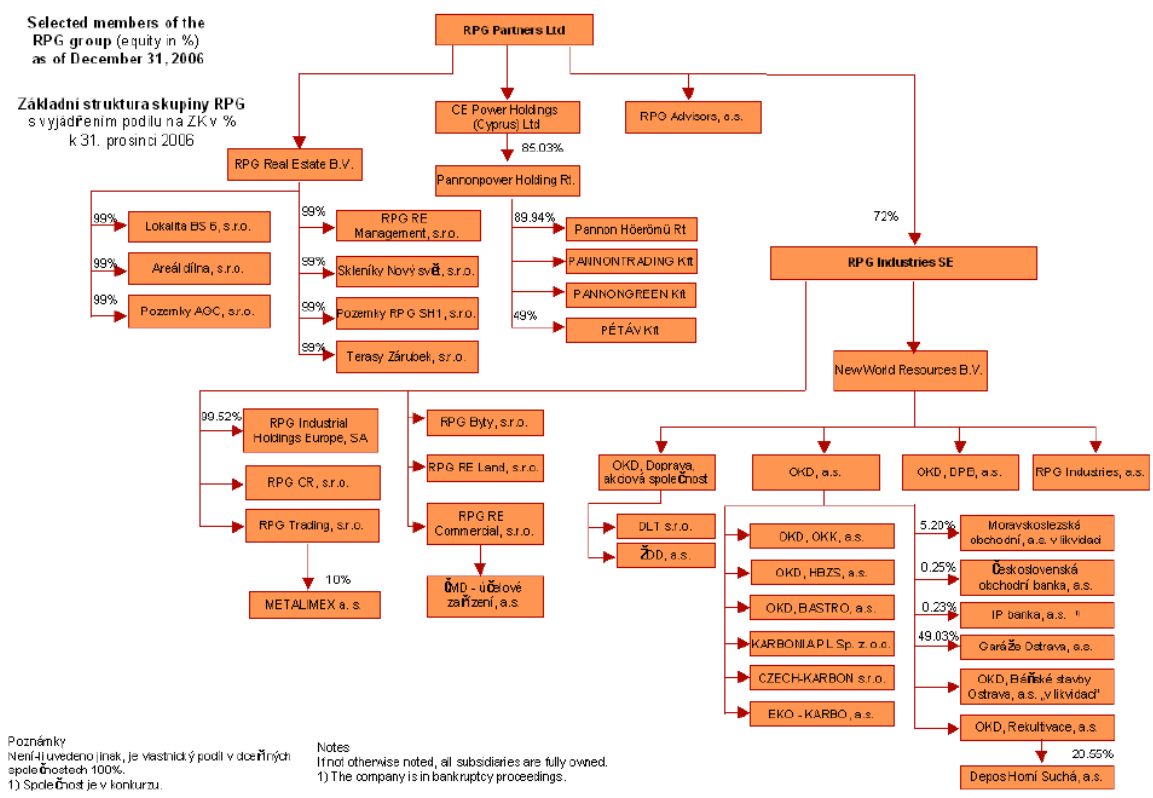 Selected members of the
RPG group (equity in %)
as of December 31, 2006
Základní struktura skupiny RPG
s vyjádřením podílu na ZK v %
k 31. prosinci 2006
RPG Partners Ltd
CE Power Holdings
(Cyprus) Ltd
RPG Advisors, a.s.
85.03%
RPG Real Estate B.V.
Pannonpower Holding Rt.
99%
Lokalita BS 6, s.r.o.
99%
Areál dílna, s.r.o.
99%
Pozemky AOC, s.r.o.
99%
RPG RE
Management, s.r.o.
Skleníky Nový svět, s.r.o.
99%
Pozemky RPG SH1, s.r.o.
99%
Terasy Zárubek, s.r.o.
89.94%
Pannon Hőerőmű Rt
PANNONTRADING Kft
PANNONGREEN Kft
49%
PÉTÁV Kft
72%
RPG Industries SE
New World Resources B.V.
99.52%
RPG Industrial
Holdings Europe, SA
RPG CR, s.r.o.
RPG Trading, s.r.o.
10%
METALIMEX a. s.
RPG Byty, s.r.o.
RPG RE Land, s.r.o.
RPG RE
Commercial, s.r.o.
ČMD - účelové
zařízení, a.s.
OKD, Doprava,
akciová společnost
OKD, a.s.
OKD, DPB, a.s.
RPG Industries, a.s.
DLT s.r.o.
ŽDD, a.s.
OKD, OKK, a.s.
OKD, HBZS, a.s.
OKD, BASTRO, a.s.
KARBONIA PL Sp. z. o.o.
CZECH-KARBON s.r.o.
EKO - KARBO, a.s.
5.20%
Moravskoslezská
obchodní, a.s. v likvidaci
0.25%
Československá
obchodní banka, a.s.
0.23%
IP banka, a.s. 1)
49.03%
Garáže Ostrava, a.s.
OKD, Báňské stavby
Ostrava, a.s. „v likvidaci"
OKD, Rekultivace, a.s.
20.55%
Depos Horní Suchá, a.s.
Poznámky
Není-li uvedeno jinak, je vlastnický podíl v dceřiných
společnostech 100%.
1) Společnost je v konkurzu.
Notes
If not otherwise noted, all subsidiaries are fully owned.
1) The company is in bankruptcy proceedings.